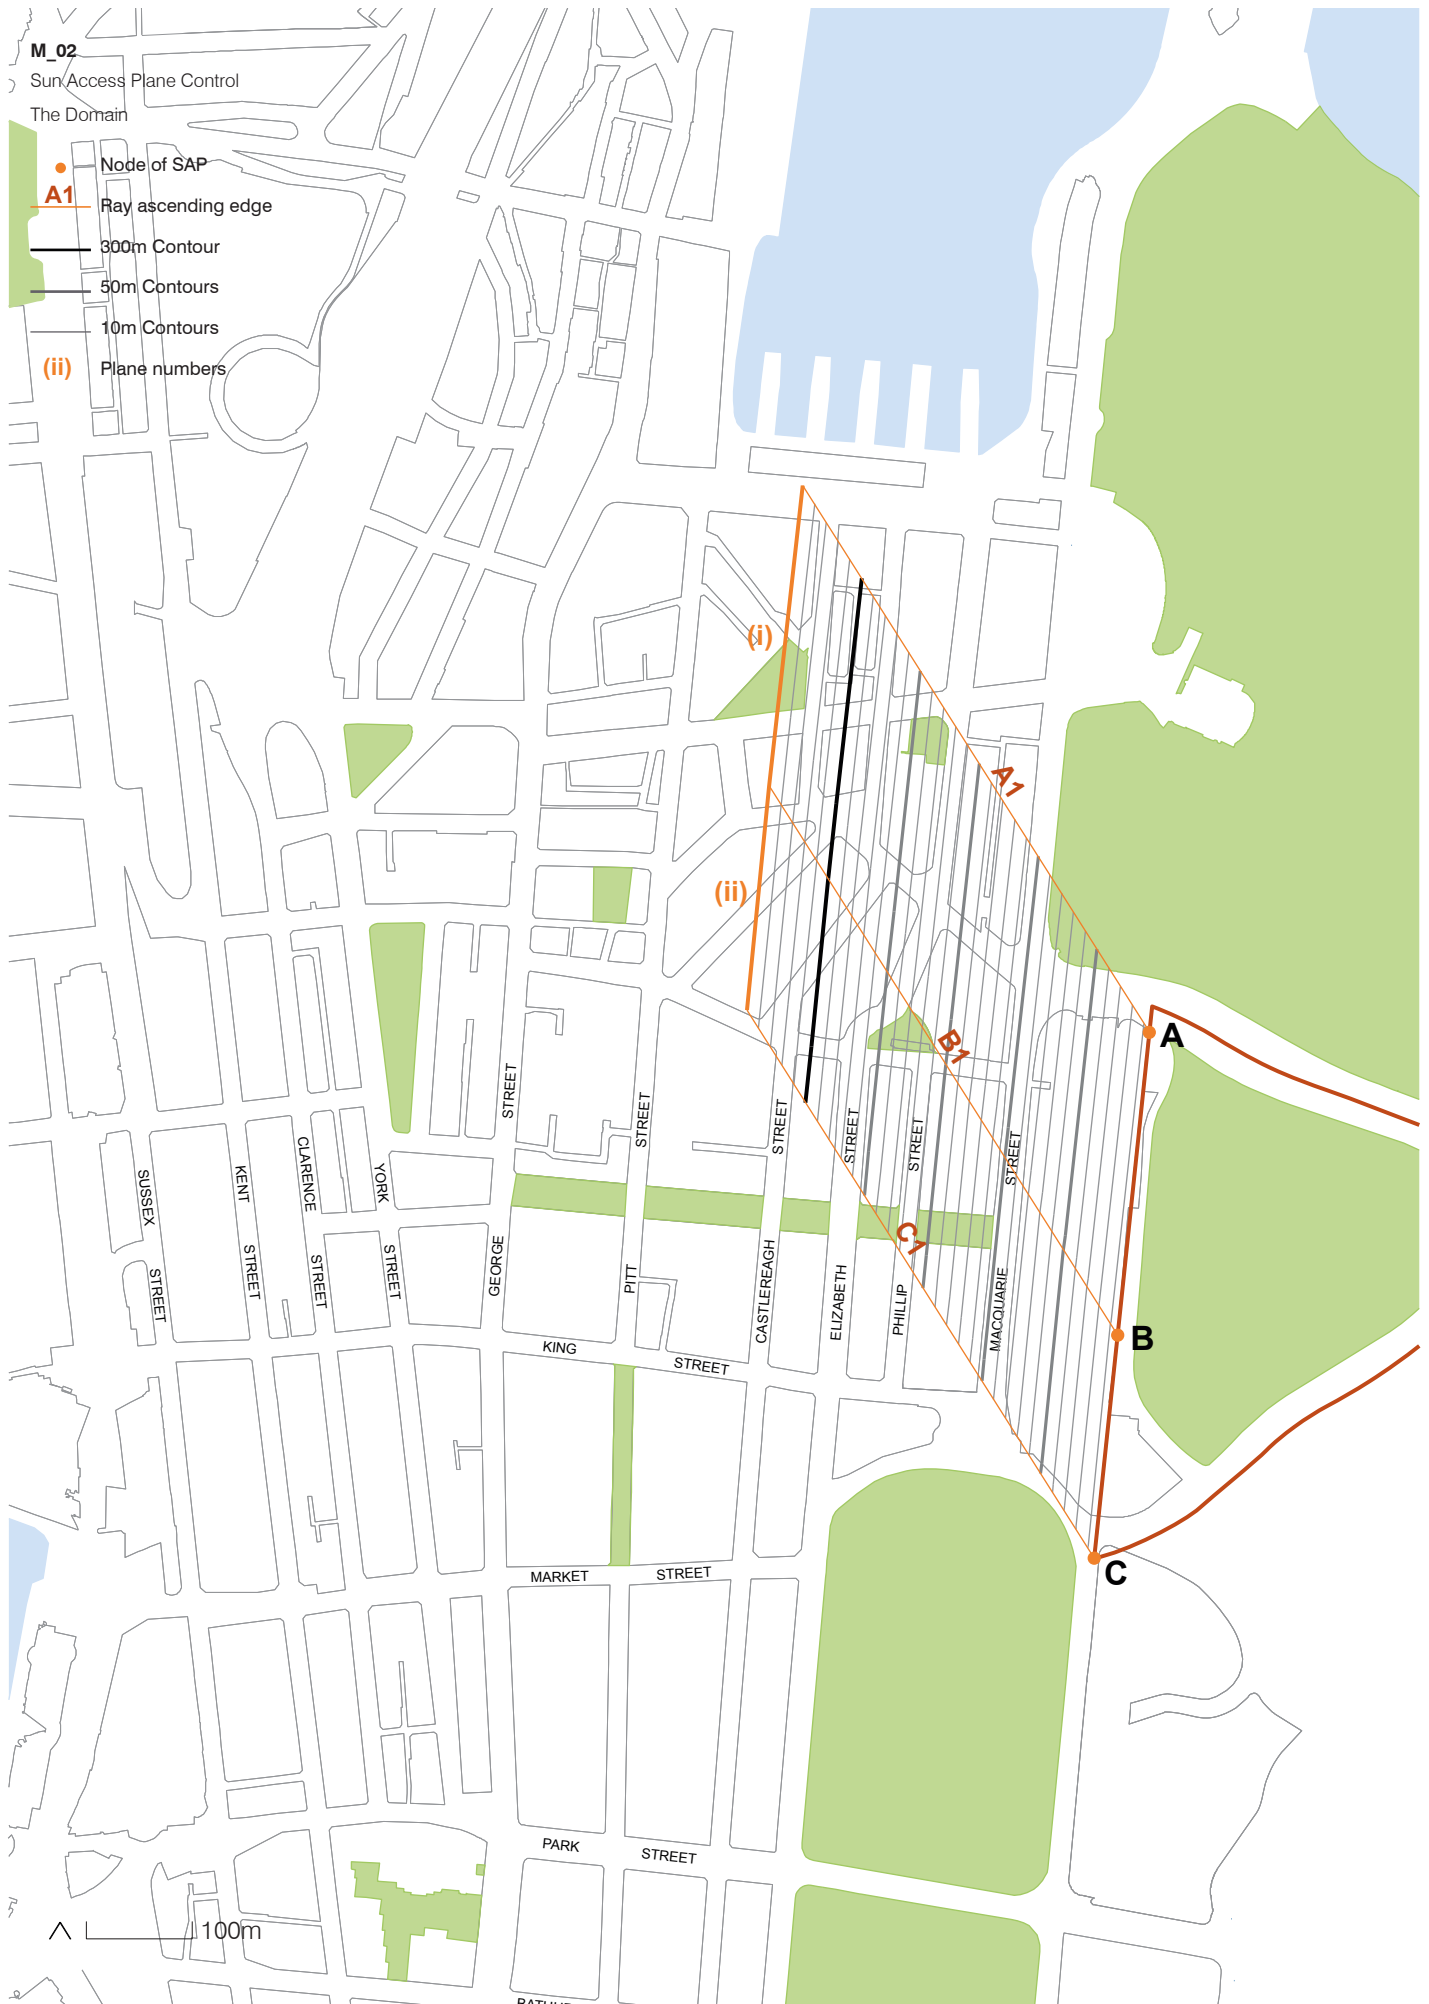 M_02
Sun Access Plane Control
The Domain
Node of SAP
A1
Ray ascending edge
300m Contour
50m Contours
10m Contours
(ii)
Plane numbers
(i)
A1
(ii)
A
B1
B
C1
C
STREET
STREET
STREET
STREET
STREET
STREET
SUSSEX
STREET
KENT
STREET
CLARENCE
STREET
YORK
STREET
GEORGE
PITT
CASTLEREAGH
ELIZABETH
PHILLIP
MACQUARIE
KING
STREET
MARKET
STREET
PARK
STREET
100m